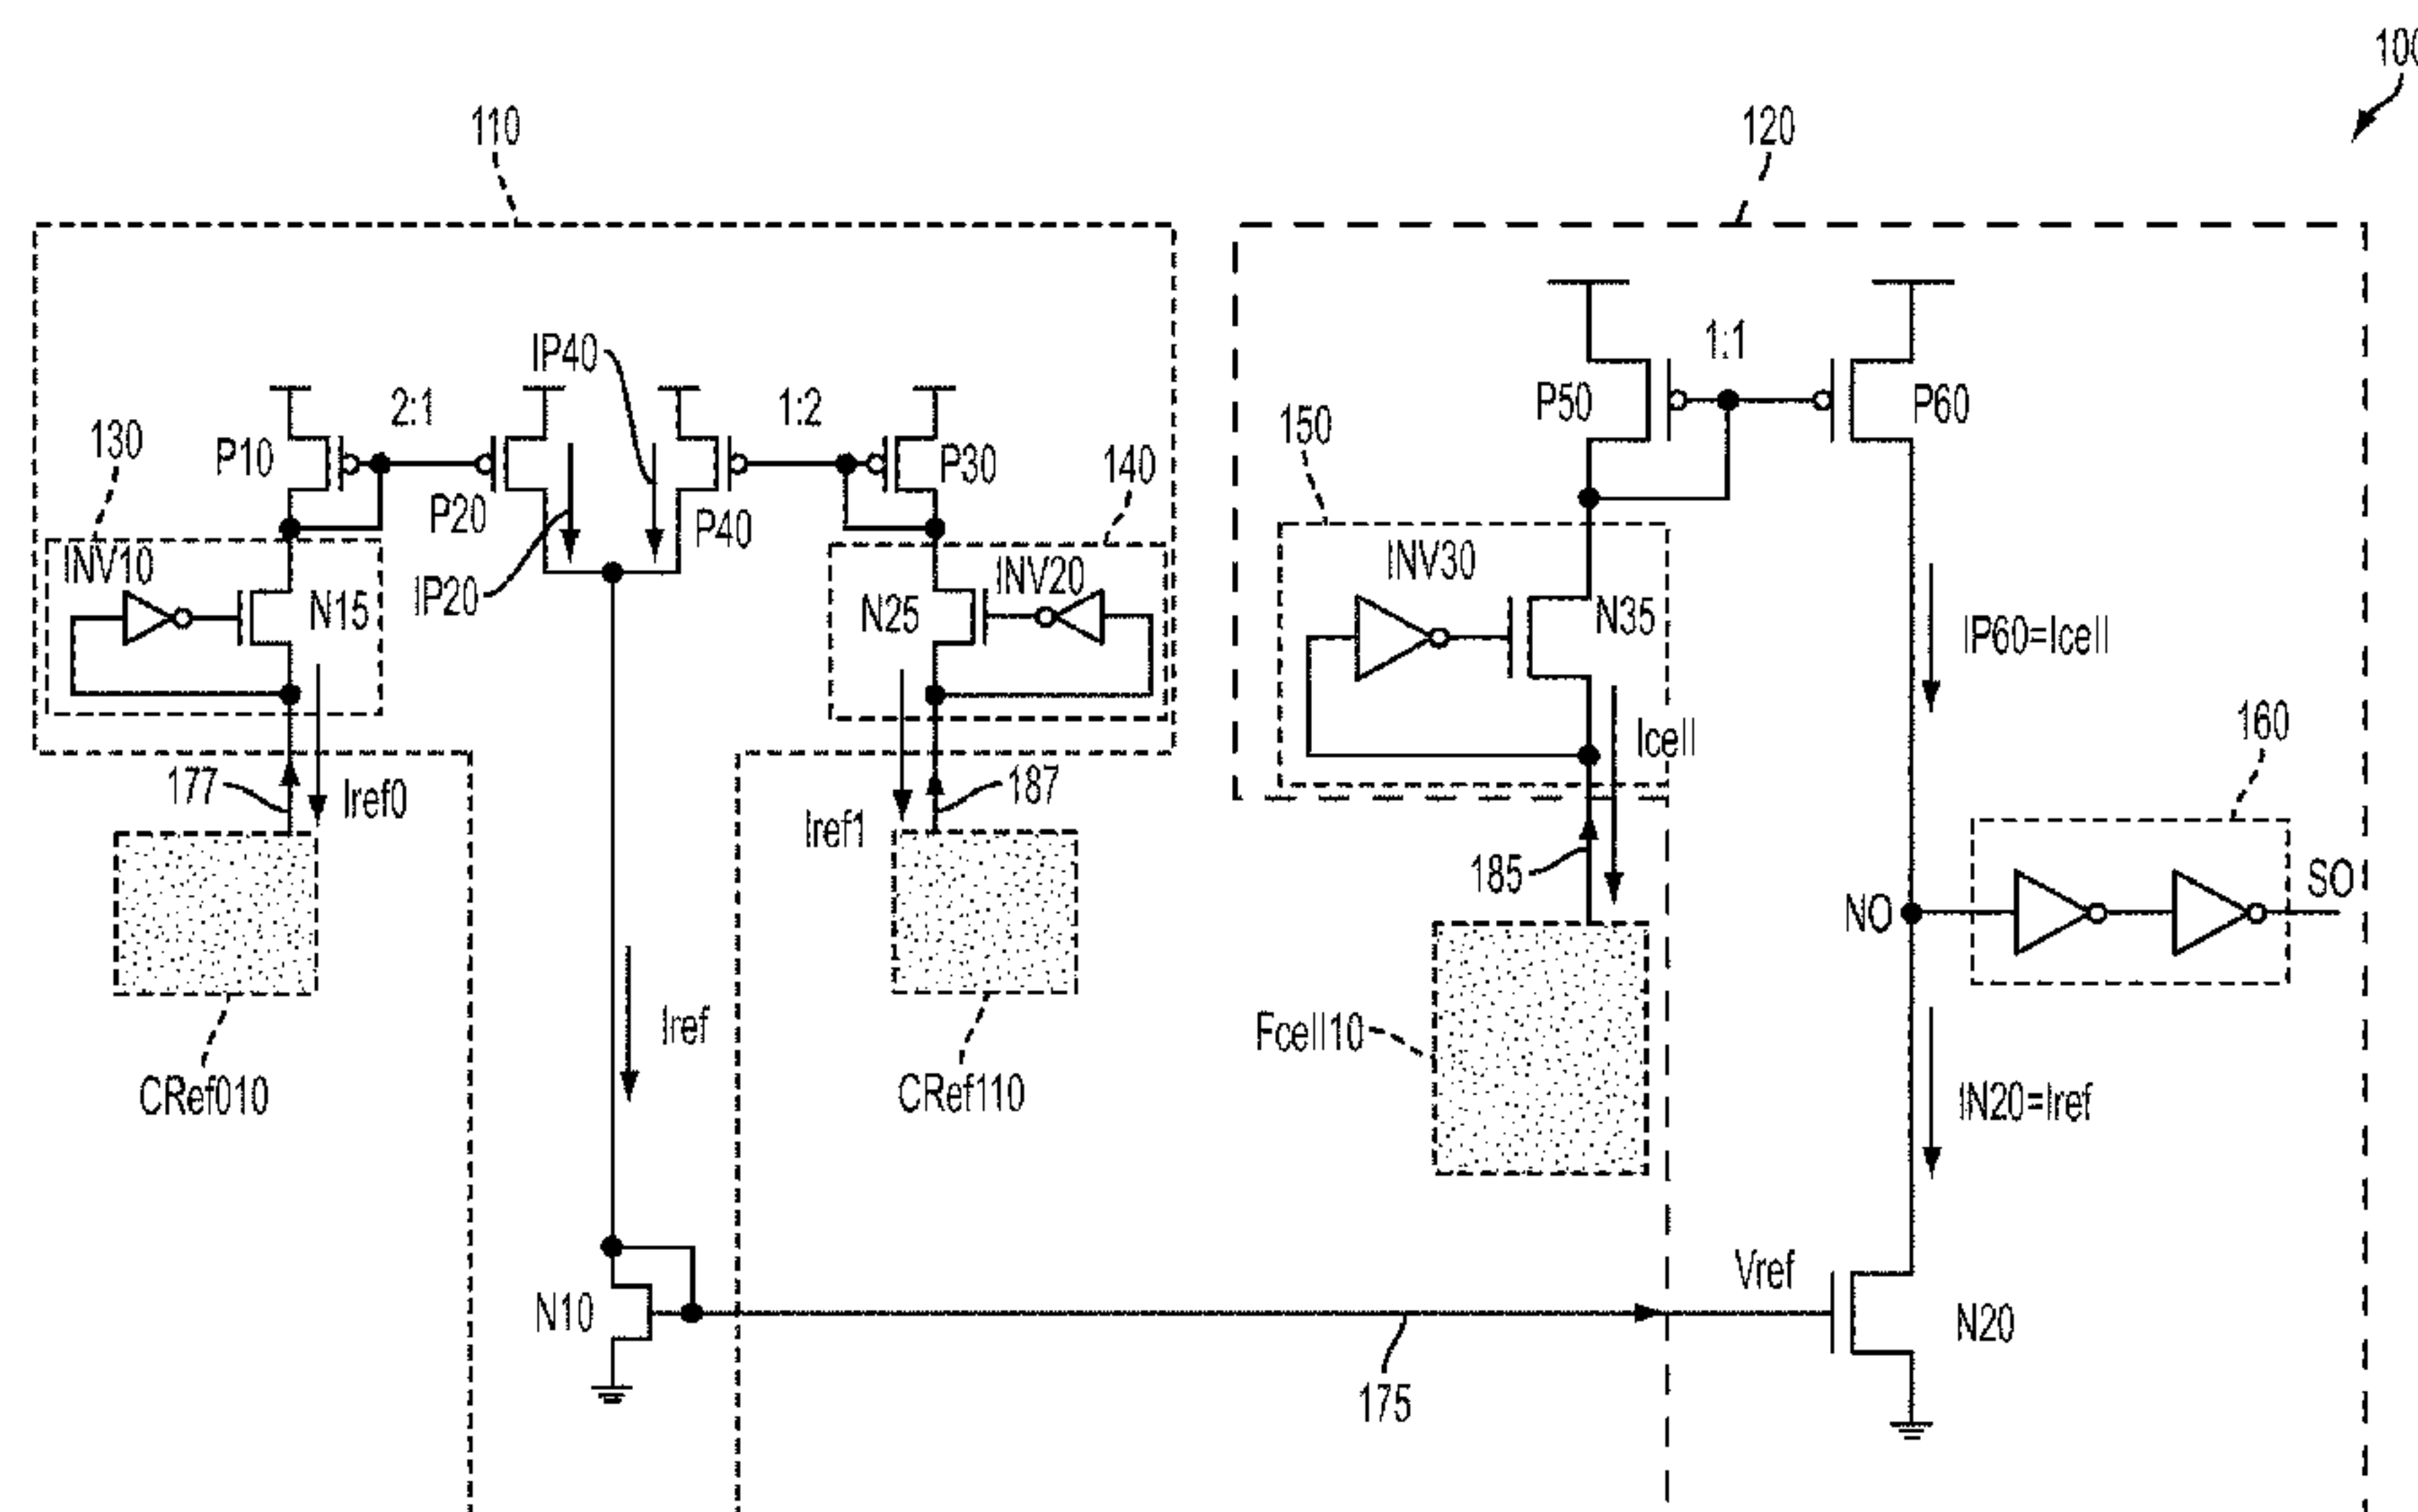 100
110
120
IP40
2:1
1:2
1:1
P10
P20
P40
P30
P50
P60
130
140
150
INV10
N15
IP20
INV20
N25
INV30
N35
IP60=Icell
Icell
160
177
Iref0
Iref1
187
185
NO
SO
Iref
Fcell10
CRef010
CRef110
IN20=Iref
Vref
N10
N20
175